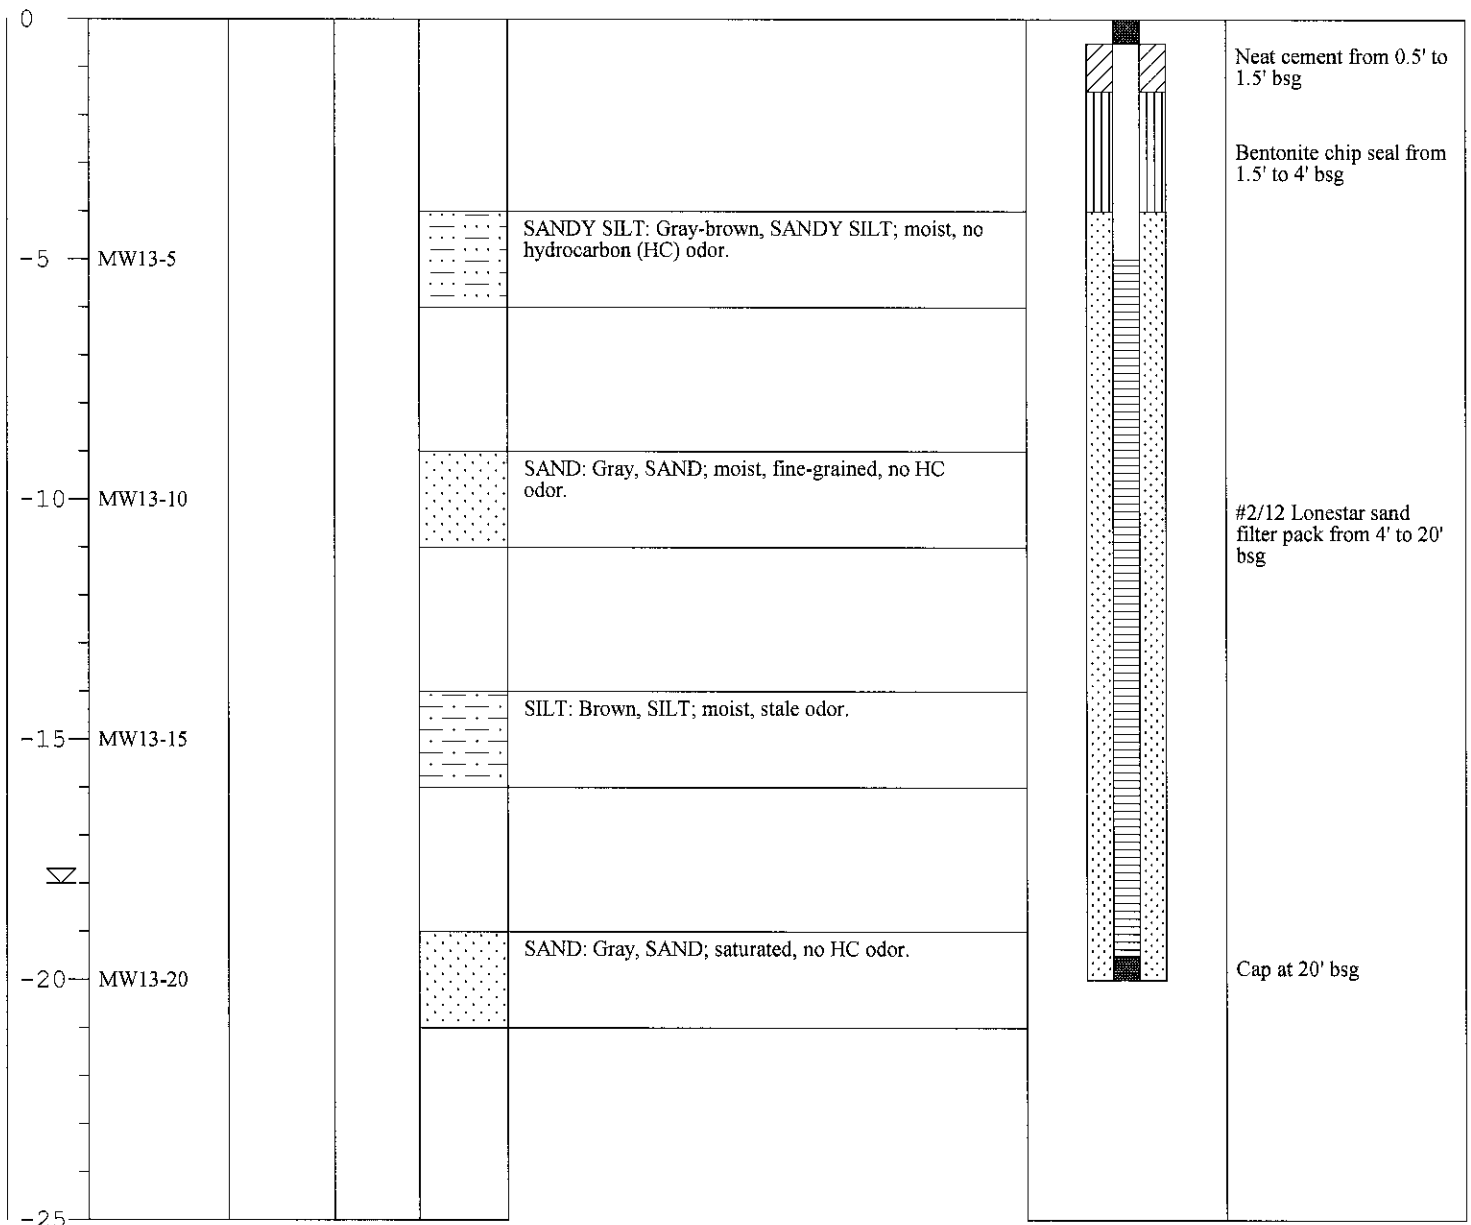 0
Neat cement from 0.5' to
1.5' bsg
Bentonite chip seal from
1.5' to 4' bsg
SANDY SILT: Gray-brown, SANDY SILT; moist, no
hydrocarbon (HC) odor.
-5
MW13-5
SAND: Gray, SAND; moist, fine-grained, no HC
odor.
-10
MW13-10
#2/12 Lonestar sand
filter pack from 4' to 20'
bsg
SILT: Brown, SILT; moist, stale odor.
-15
MW13-15
SAND: Gray, SAND; saturated, no HC odor.
-20
MW13-20
Cap at 20' bsg
-25